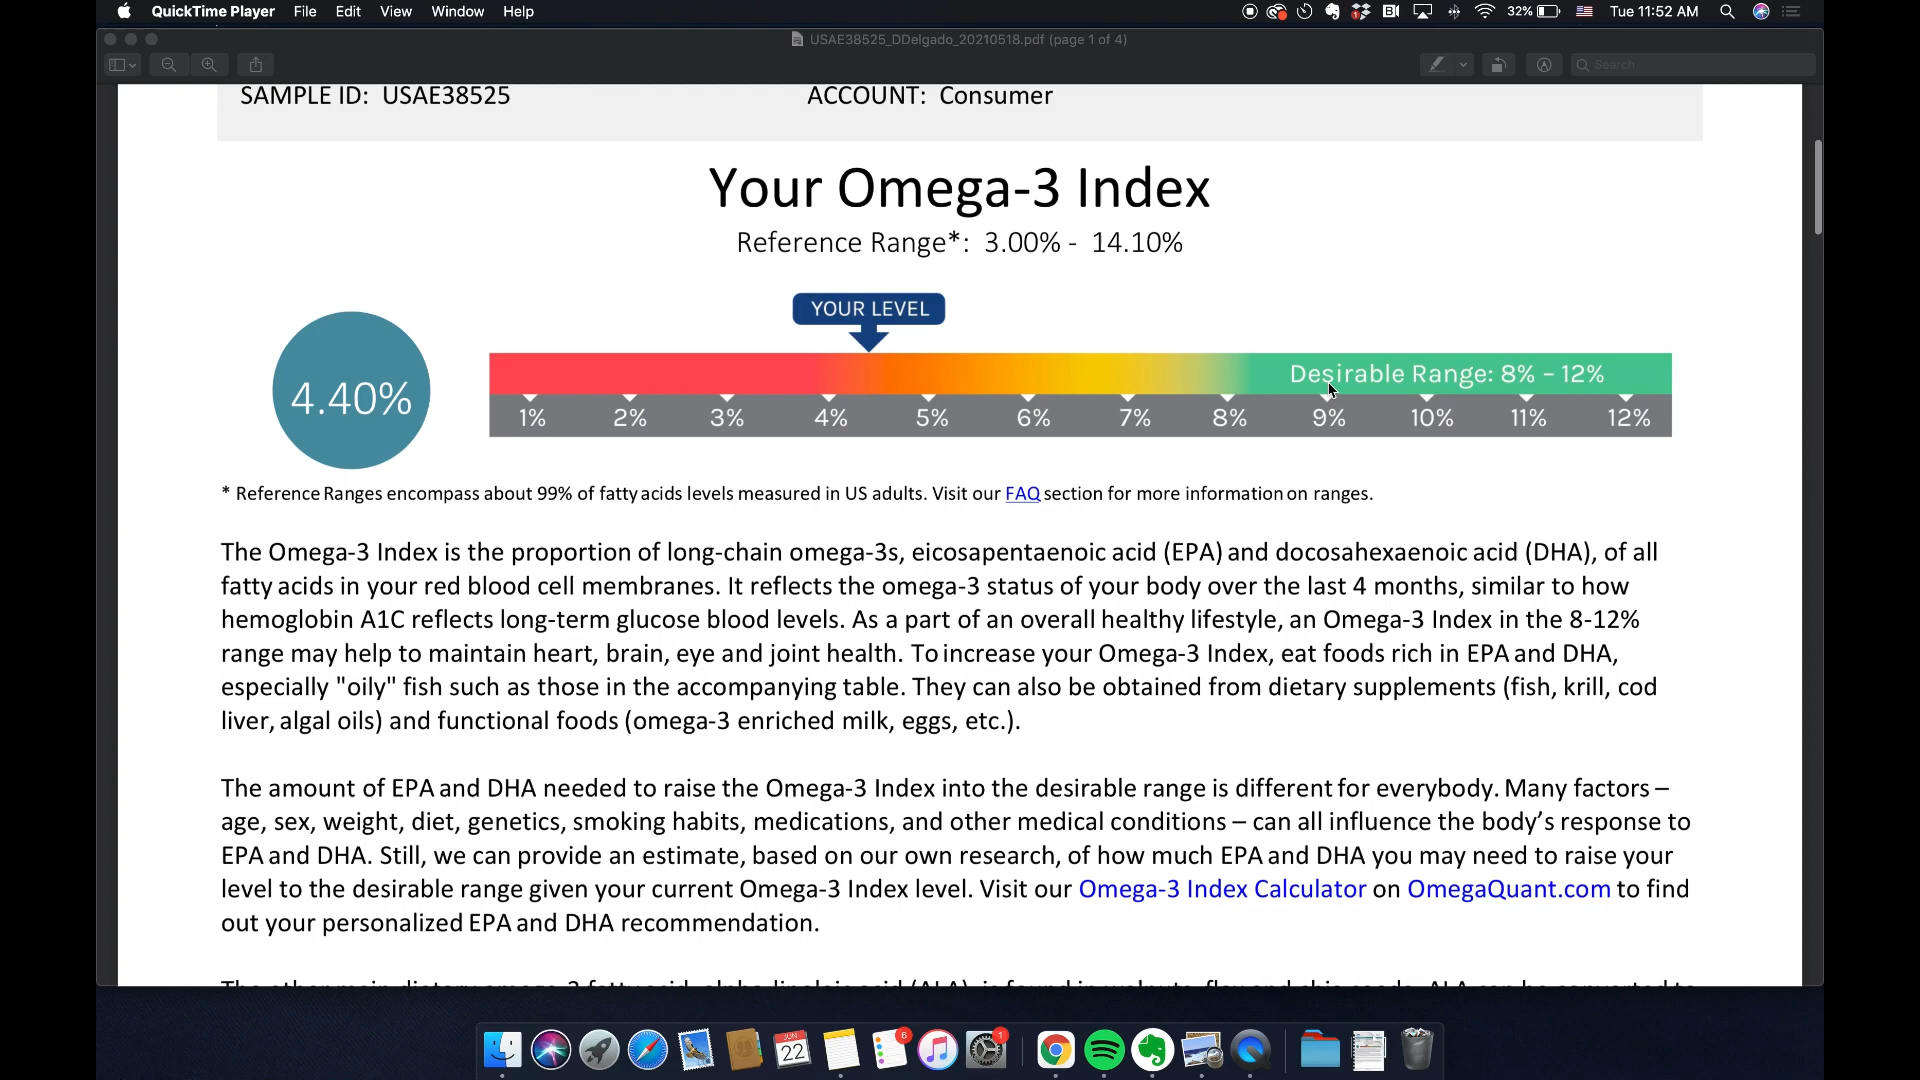 QuickTime Player File Edit View Window Help 32% Tue 11:52 AM
USAE38525_DDelgado_20210518.pdf (page 1 of 4)
Search
SAMPLE ID: USAE38525 ACCOUNT: Consumer
Your Omega-3 Index
Reference Range*: 3.00% - 14.10%
YOUR LEVEL
4.40%
Desirable Range: 8% – 12%
1% 2% 3% 4% 5% 6% 7% 8% 9% 10% 11% 12%
* Reference Ranges encompass about 99% of fatty acids levels measured in US adults. Visit our FAQ section for more information on ranges.
The Omega-3 Index is the proportion of long-chain omega-3s, eicosapentaenoic acid (EPA) and docosahexaenoic acid (DHA), of all
fatty acids in your red blood cell membranes. It reflects the omega-3 status of your body over the last 4 months, similar to how
hemoglobin A1C reflects long-term glucose blood levels. As a part of an overall healthy lifestyle, an Omega-3 Index in the 8-12%
range may help to maintain heart, brain, eye and joint health. To increase your Omega-3 Index, eat foods rich in EPA and DHA,
especially "oily" fish such as those in the accompanying table. They can also be obtained from dietary supplements (fish, krill, cod
liver, algal oils) and functional foods (omega-3 enriched milk, eggs, etc.).
The amount of EPA and DHA needed to raise the Omega-3 Index into the desirable range is different for everybody. Many factors –
age, sex, weight, diet, genetics, smoking habits, medications, and other medical conditions – can all influence the body's response to
EPA and DHA. Still, we can provide an estimate, based on our own research, of how much EPA and DHA you may need to raise your
level to the desirable range given your current Omega-3 Index level. Visit our Omega-3 Index Calculator on OmegaQuant.com to find
out your personalized EPA and DHA recommendation.
JUN
22
6
1